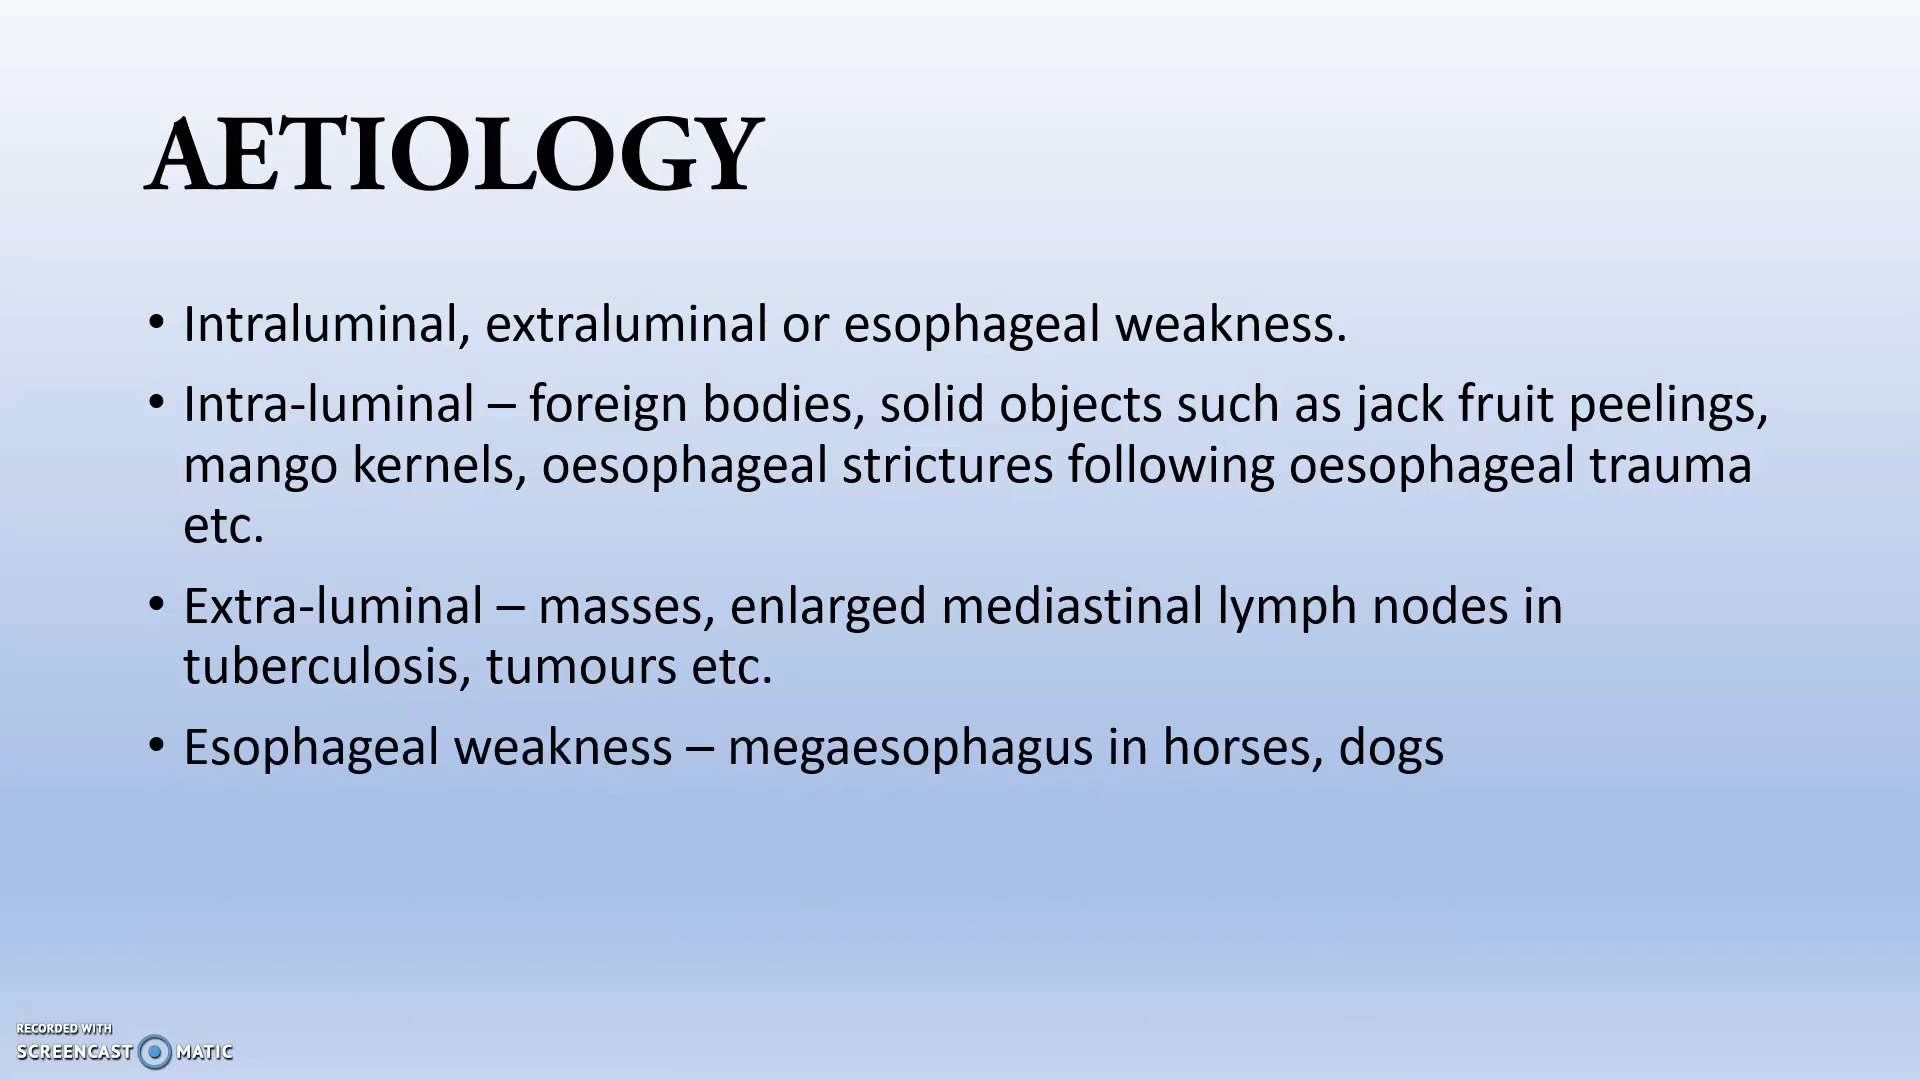 AETIOLOGY
• Intraluminal, extraluminal or esophageal weakness.
• Intra-luminal – foreign bodies, solid objects such as jack fruit peelings,
mango kernels, oesophageal strictures following oesophageal trauma
etc.
• Extra-luminal – masses, enlarged mediastinal lymph nodes in
tuberculosis, tumours etc.
• Esophageal weakness – megaesophagus in horses, dogs
RECORDED WITH
SCREENCAST MATIC